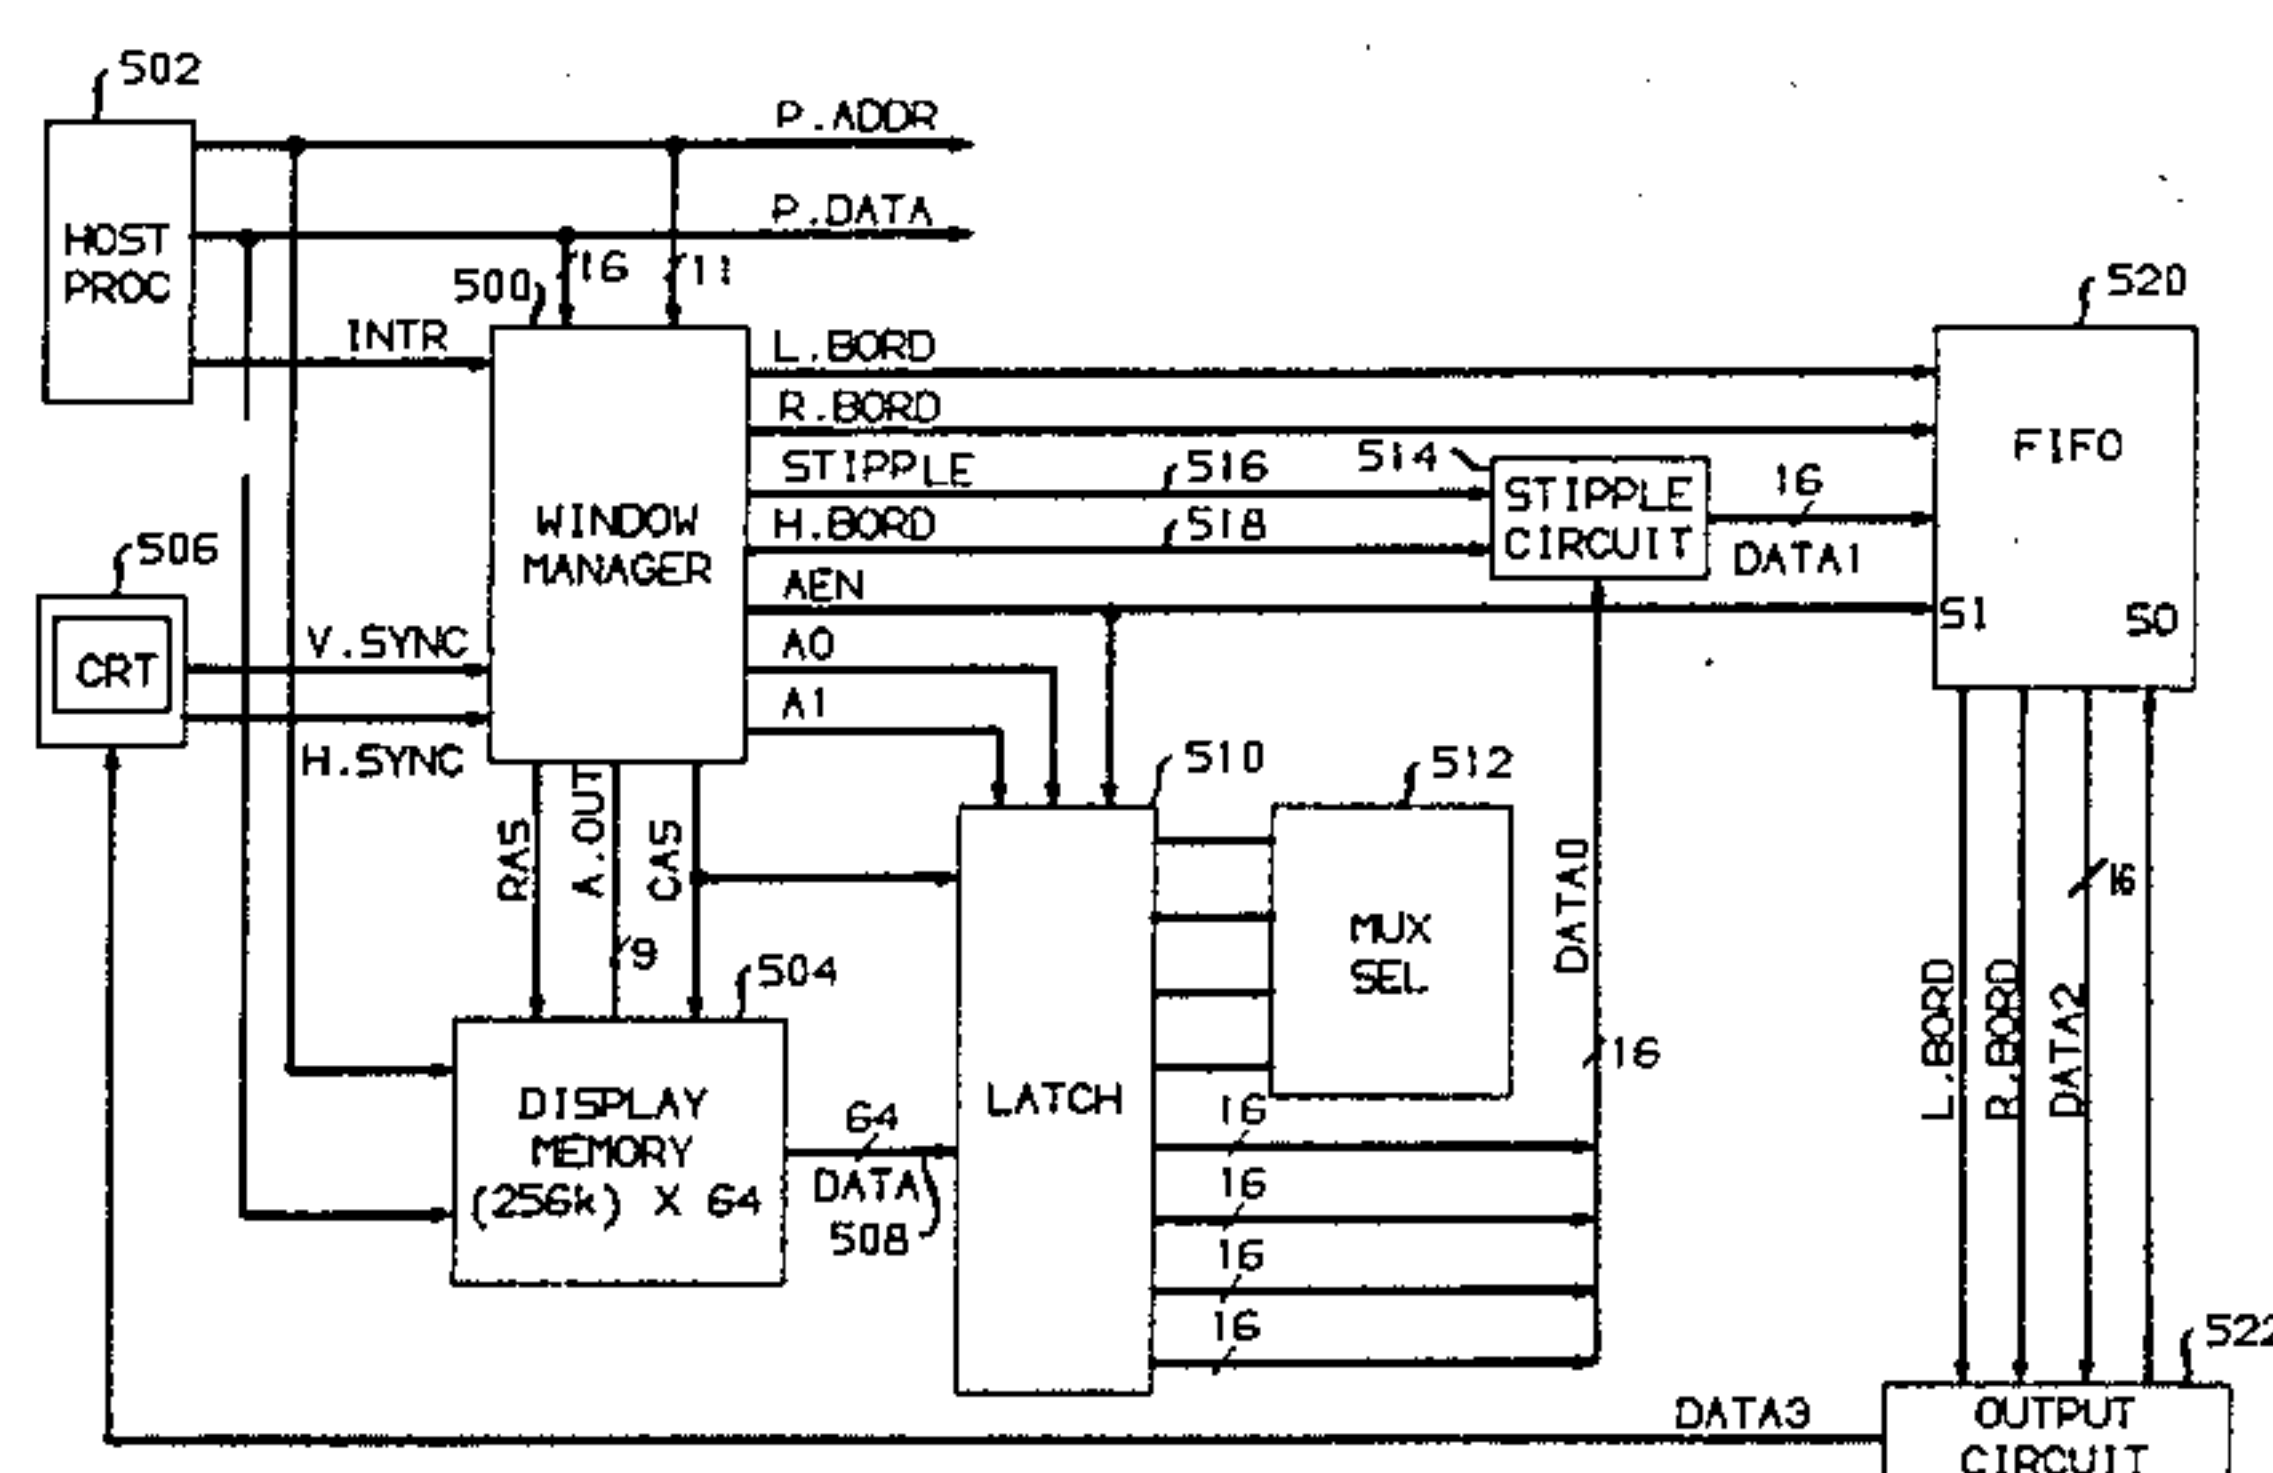 502
P.ADDR
P.DATA
HOST
PROC
16
11
500
520
INTR
L.BORD
R.BORD
FIFO
514
STIPPLE
516
STIPPLE
CIRCUIT
16
H.BORD
518
DATA1
WINDOW
MANAGER
506
AEN
SI
SO
CRT
V.SYNC
A0
A1
H.SYNC
510
512
RAS
A.OUT
CAS
DATA0
16
MUX
SEL
9
504
L.BORD
R.BORD
DATA2
16
LATCH
DISPLAY
MEMORY
(256k) X 64
64
DATA
508
16
16
16
16
522
DATA3
OUTPUT
CIRCUIT